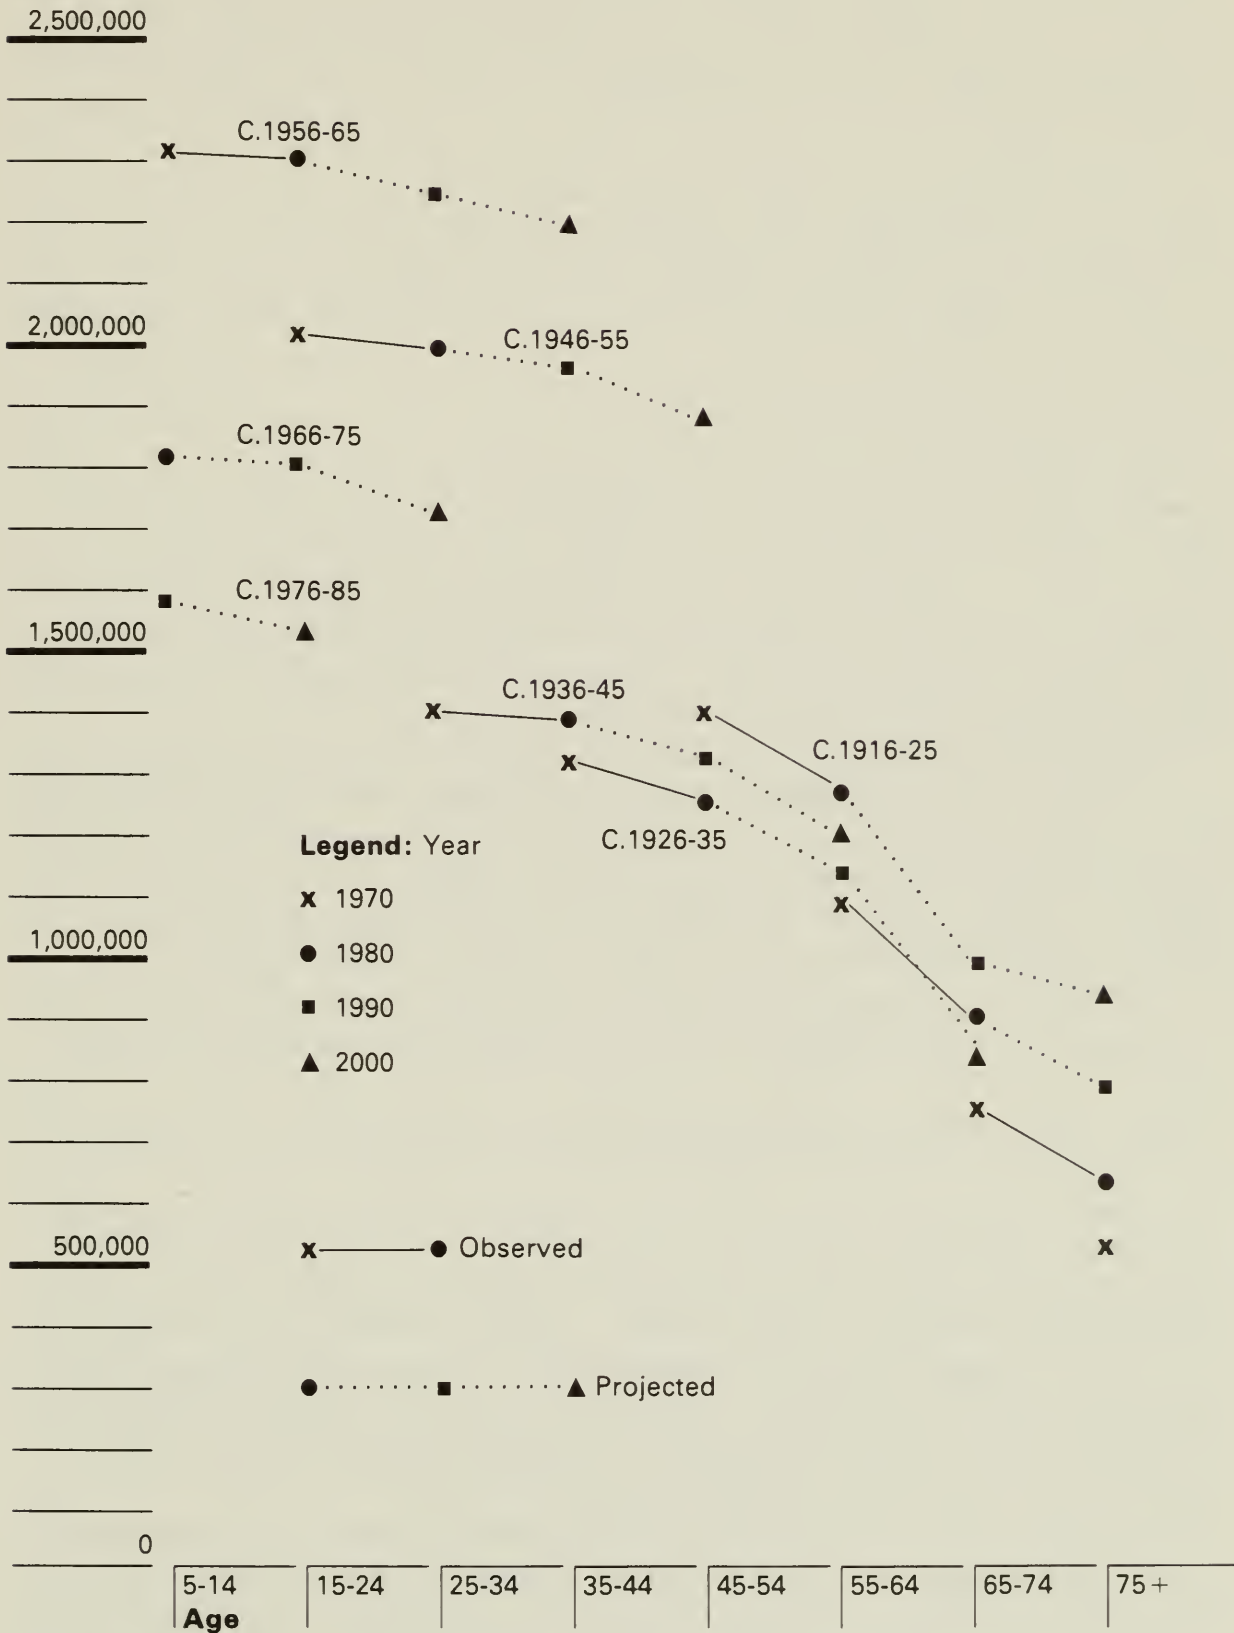 2,500,000
C.1956-65
2,000,000
C.1946-55
C.1966-75
C.1976-85
1,500,000
C.1936-45
C.1916-25
C.1926-35
Legend: Year
x 1970
● 1980
■ 1990
▲ 2000
1,000,000
500,000
x ● Observed
● ■ ▲ Projected
0
5-14 15-24 25-34 35-44 45-54 55-64 65-74 75+
Age